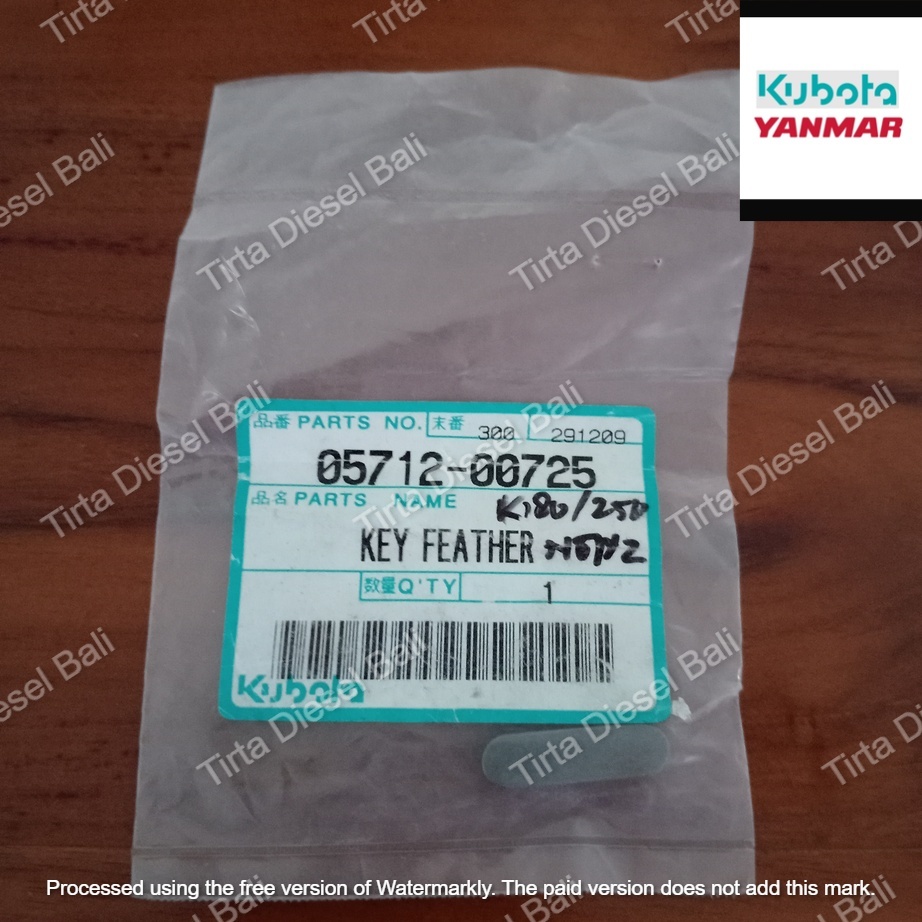 Kubota
YANMAR
品番 PARTS NO.
末番
300
291209
05712-00725
品名 PARTS NAME
K180/250
KEY FEATHER
数量 Q'TY
1
Kubota
Tirta Diesel Bali
Processed using the free version of Watermarkly. The paid version does not add this mark.